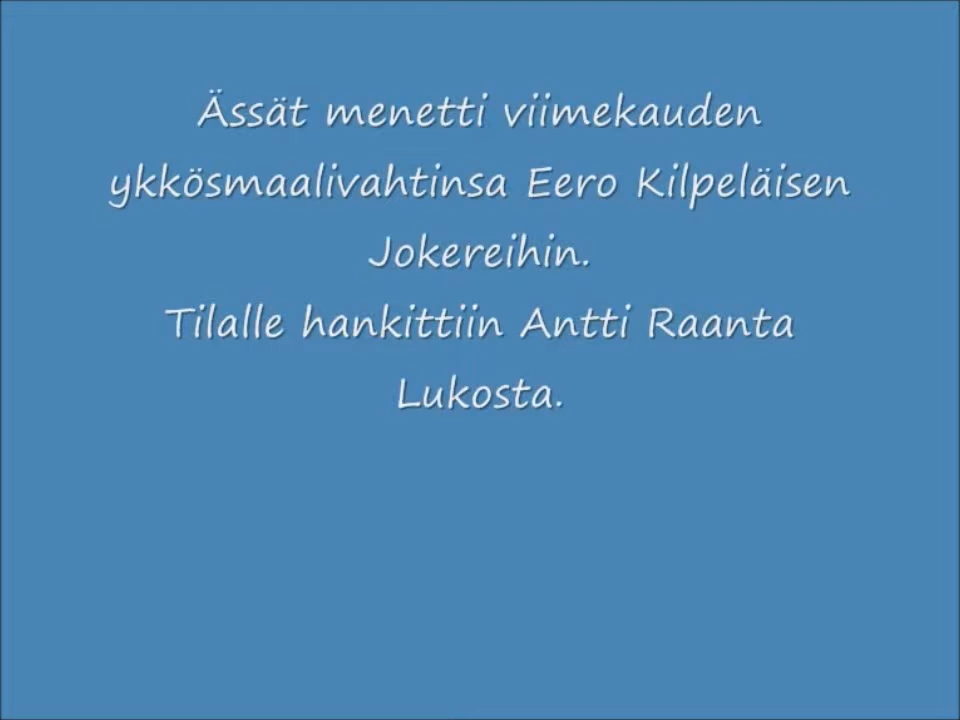 Ässät menetti viimekauden
ykkösmaalivahtinsa Eero Kilpeläisen
Jokereihin.
Tilalle hankittiin Antti Raanta
Lukosta.